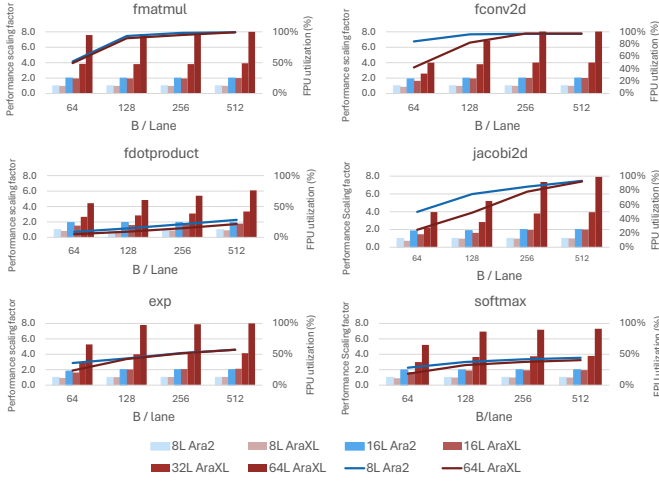 fmatmul
Performance scaling factor
8.0
6.0
4.0
2.0
0.0
100%
50%
0%
FPU utilization (%)
64 128 256 512
B / Lane
fconv2d
Performance scaling factor
8.0
6.0
4.0
2.0
0.0
100%
80%
60%
40%
20%
0%
FPU utilization (%)
64 128 256 512
B / Lane
fdotproduct
Performance scaling factor
8.0
6.0
4.0
2.0
0.0
100%
50%
0%
FPU utilization (%)
64 128 256 512
B / Lane
jacobi2d
Performance Scaling factor
8.0
6.0
4.0
2.0
0.0
100%
80%
60%
40%
20%
0%
FPU utilization (%)
64 128 256 512
B / Lane
exp
Performance scaling factor
8.0
6.0
4.0
2.0
0.0
100%
50%
0%
FPU utilization (%)
64 128 256 512
B / lane
softmax
Performance Scaling factor
8.0
6.0
4.0
2.0
0.0
100%
50%
0%
FPU utilization (%)
64 128 256 512
B/lane
8L Ara2 8L AraXL 16L Ara2 16L AraXL
32L AraXL 64L AraXL 8L Ara2 64L AraXL